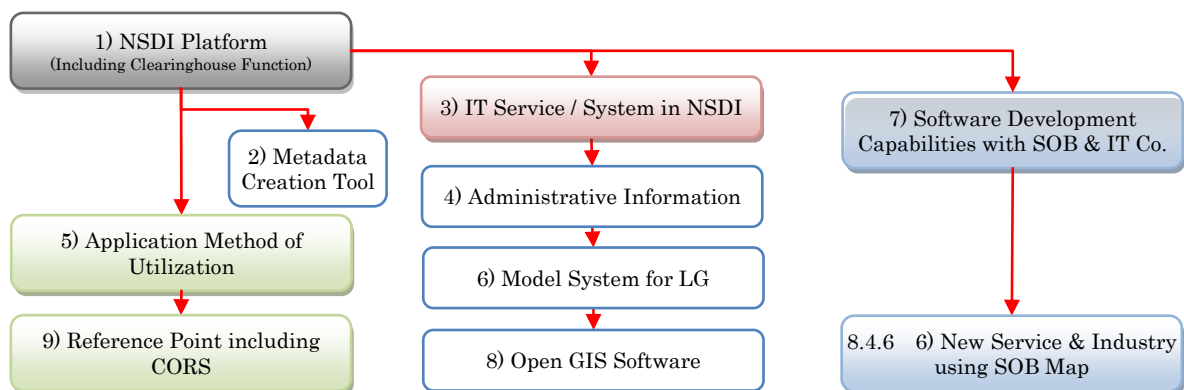 1) NSDI Platform
(Including Clearinghouse Function)
2) Metadata
Creation Tool
3) IT Service / System in NSDI
4) Administrative Information
5) Application Method of
Utilization
6) Model System for LG
7) Software Development
Capabilities with SOB & IT Co.
8) Open GIS Software
9) Reference Point including
CORS
8.4.6 6) New Service & Industry
using SOB Map